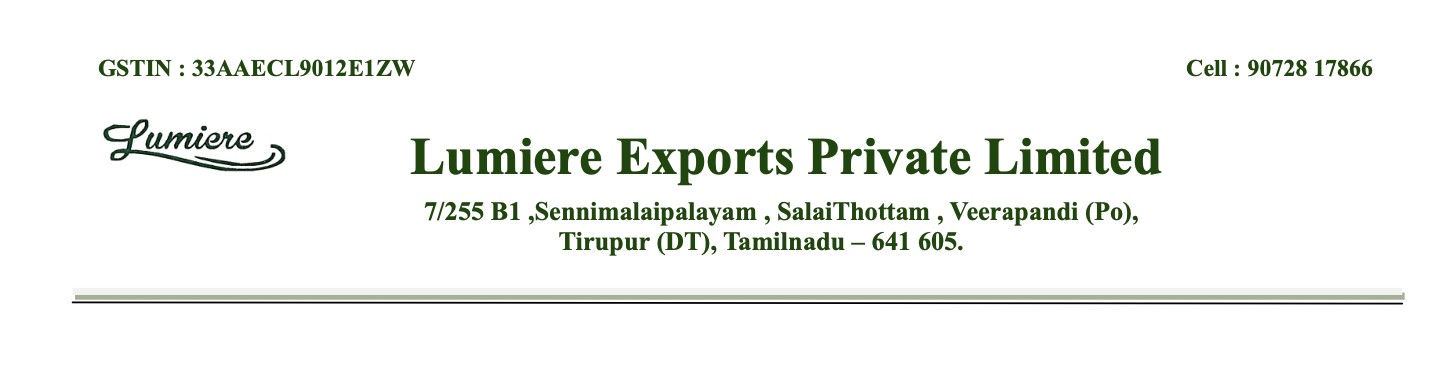 GSTIN : 33AAECL9012E1ZW
Cell : 90728 17866
Lumiere
Lumiere Exports Private Limited
7/255 B1 ,Sennimalaipalayam , SalaiThottam , Veerapandi (Po),
Tirupur (DT), Tamilnadu – 641 605.